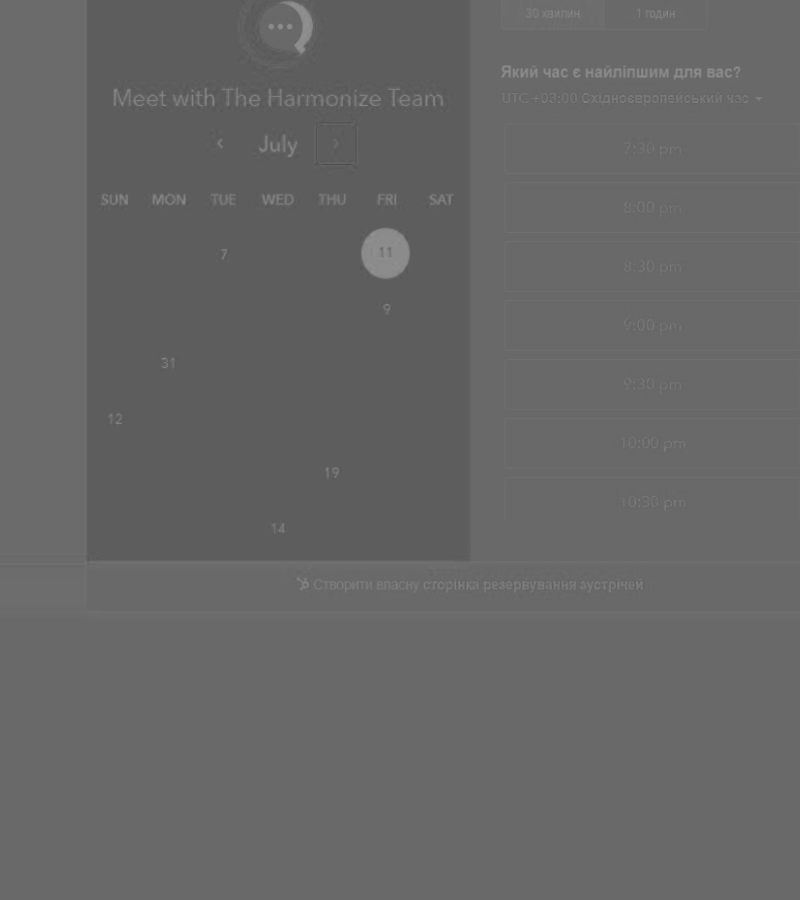 30 хвилин 1 годин
Який час є найліпшим для вас?
Meet with The Harmonize Team
UTC +03:00 Східноєвропейський час
‹ July ›
7:30 pm
SUN MON TUE WED THU FRI SAT
8:00 pm
7 11
8:30 pm
9
9:00 pm
31
9:30 pm
12
10:00 pm
19
10:30 pm
14
Створити власну сторінка резервування зустрічей